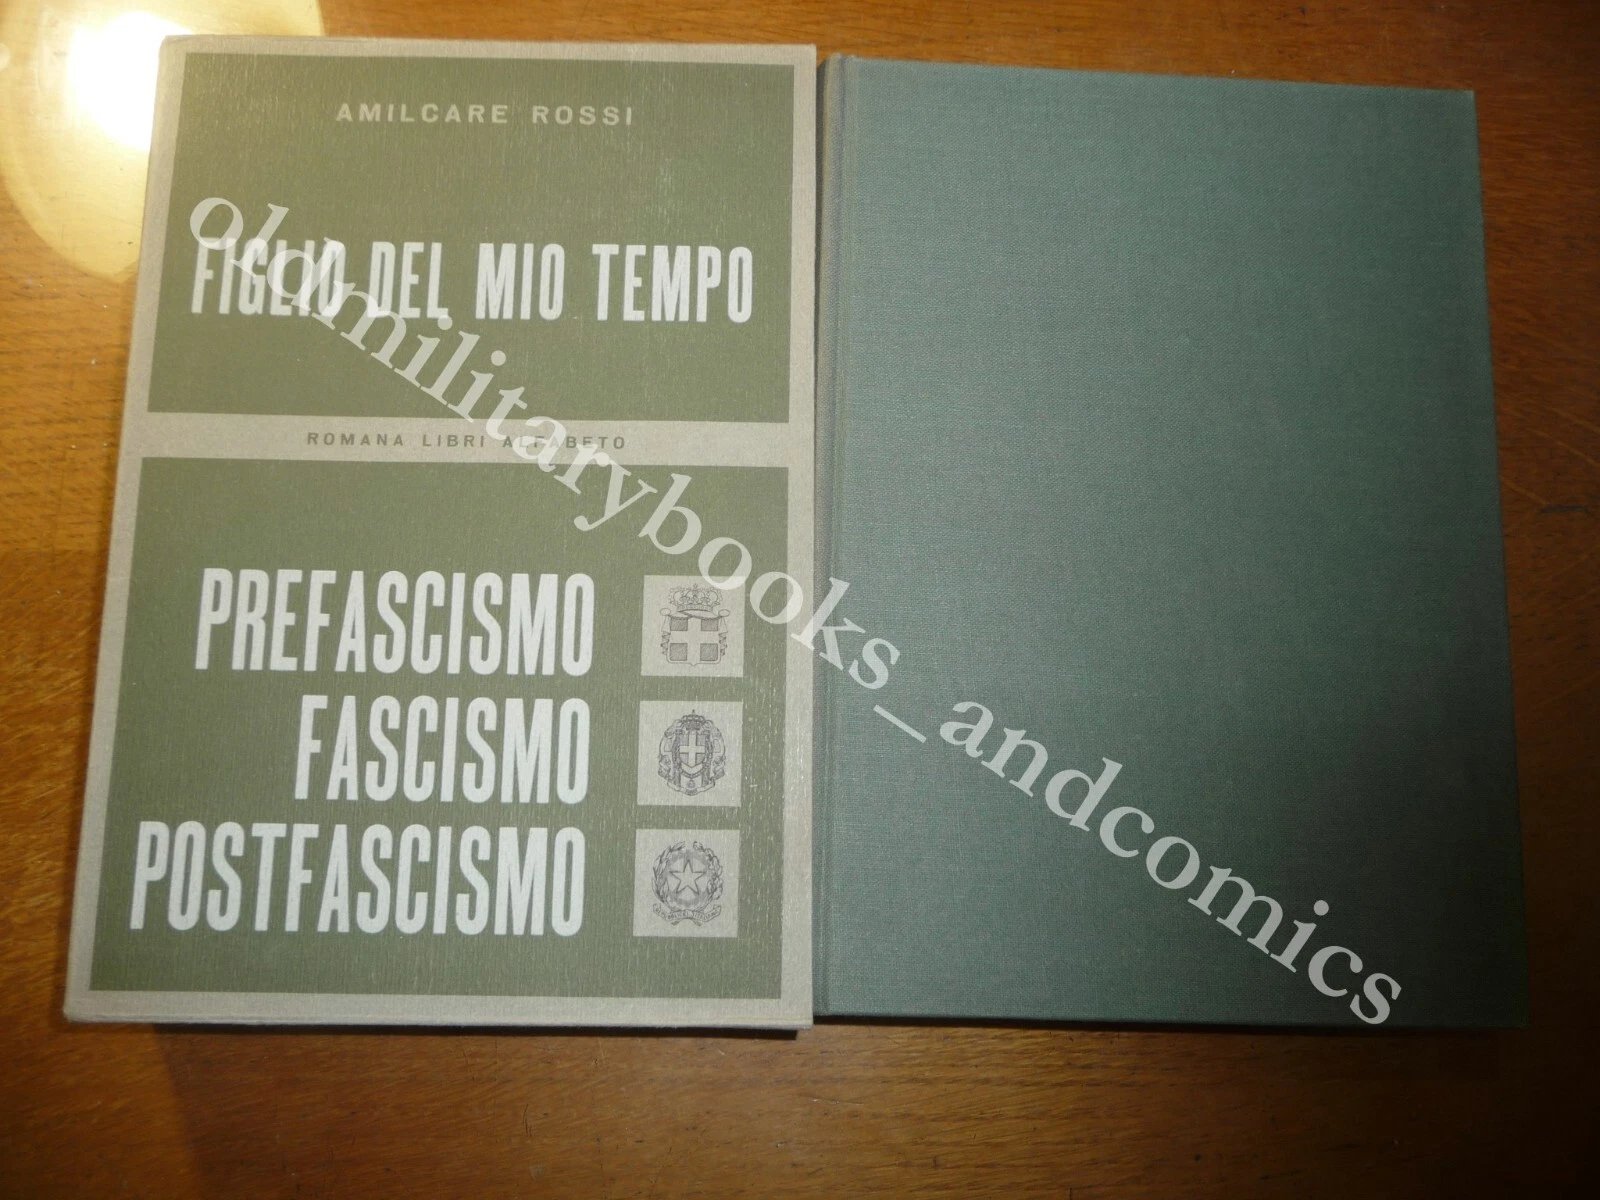 AMILCARE ROSSI
FIGLIO DEL MIO TEMPO
ROMANA LIBRI ALFABETO
PREFASCISMO
FASCISMO
POSTFASCISMO
oldmilitarybooks_andcomics